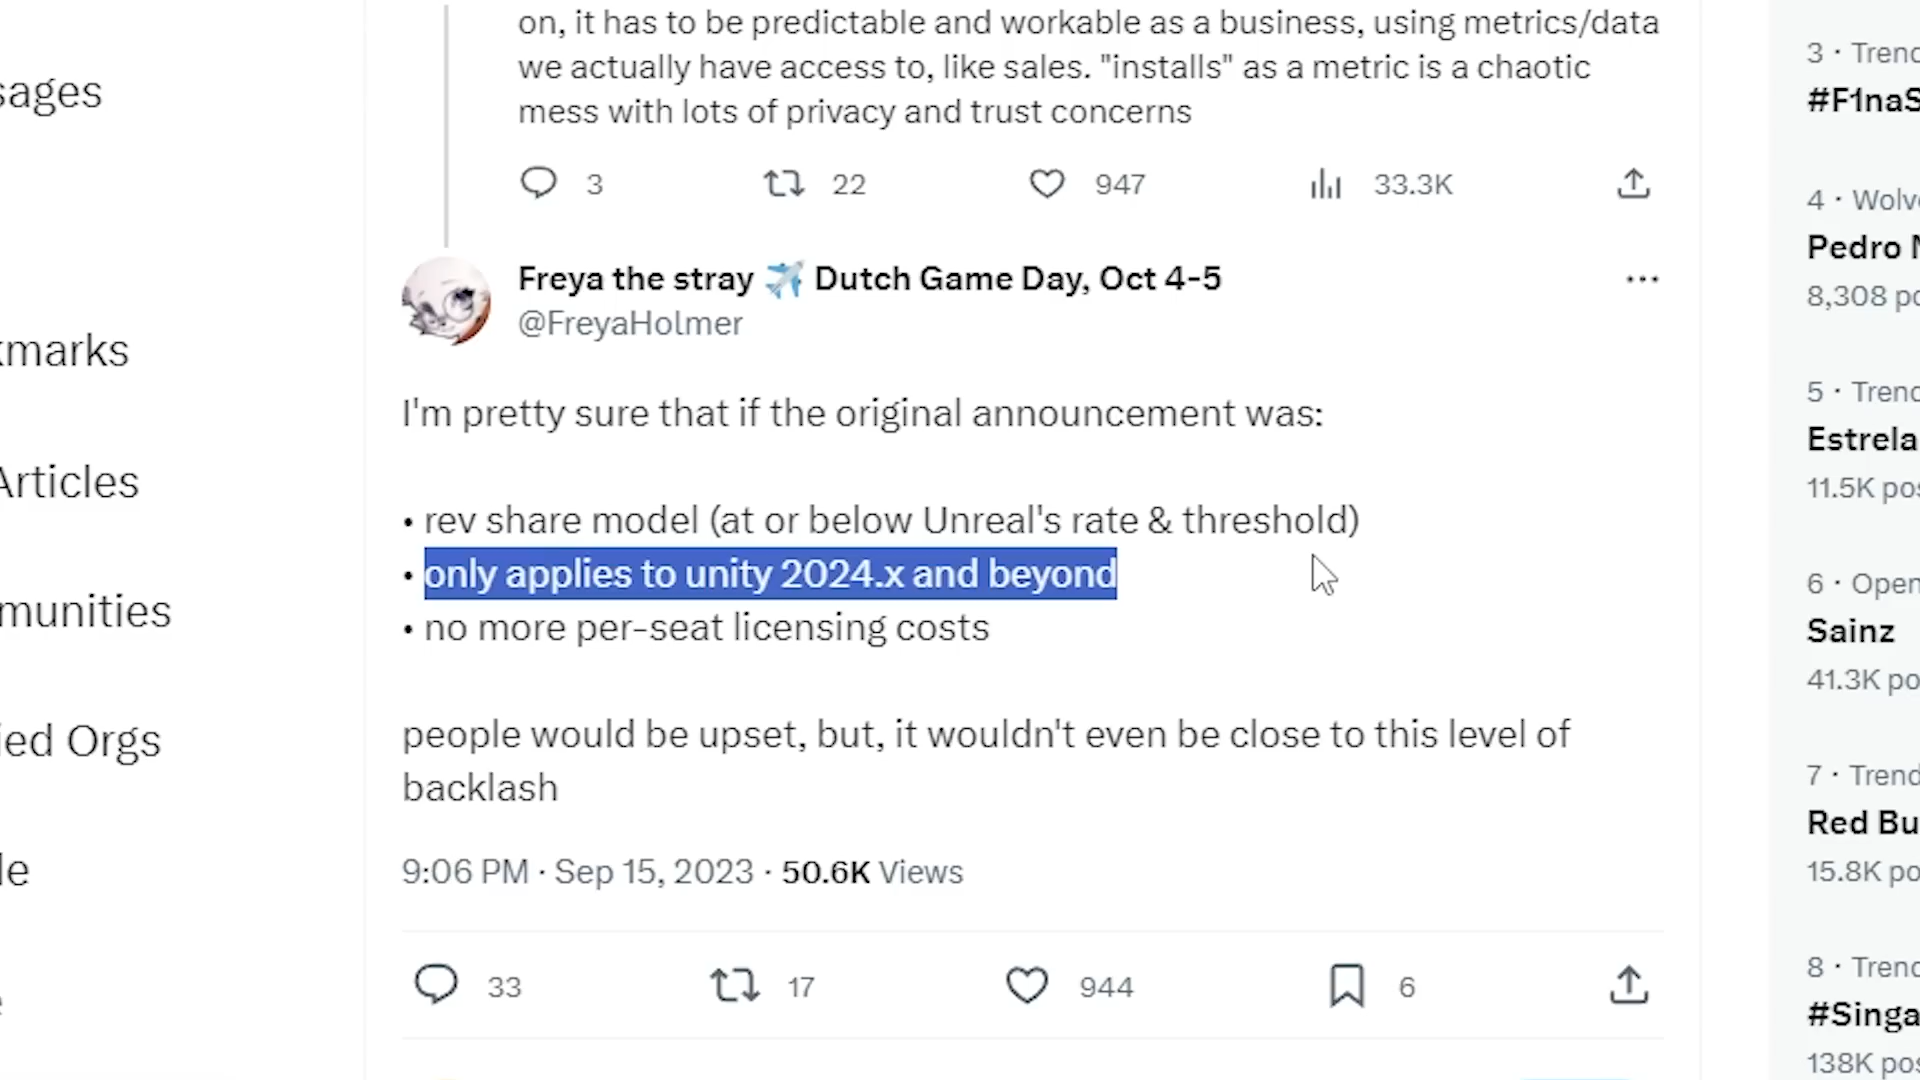 on, it has to be predictable and workable as a business, using metrics/data
we actually have access to, like sales. "installs" as a metric is a chaotic
mess with lots of privacy and trust concerns
3 22 947 33.3K
Freya the stray ✈️ Dutch Game Day, Oct 4-5
@FreyaHolmer
I'm pretty sure that if the original announcement was:
• rev share model (at or below Unreal's rate & threshold)
• only applies to unity 2024.x and beyond
• no more per-seat licensing costs
people would be upset, but, it wouldn't even be close to this level of
backlash
9:06 PM · Sep 15, 2023 · 50.6K Views
33 17 944 6
sages
kmarks
Articles
munities
ied Orgs
le
e
3 · Trend
#F1naS
4 · Wolve
Pedro
8,308 po
5 · Trend
Estrela
11.5K pos
6 · Open
Sainz
41.3K po
7 · Trend
Red Bu
15.8K po
8 · Trend
#Singa
138K pos